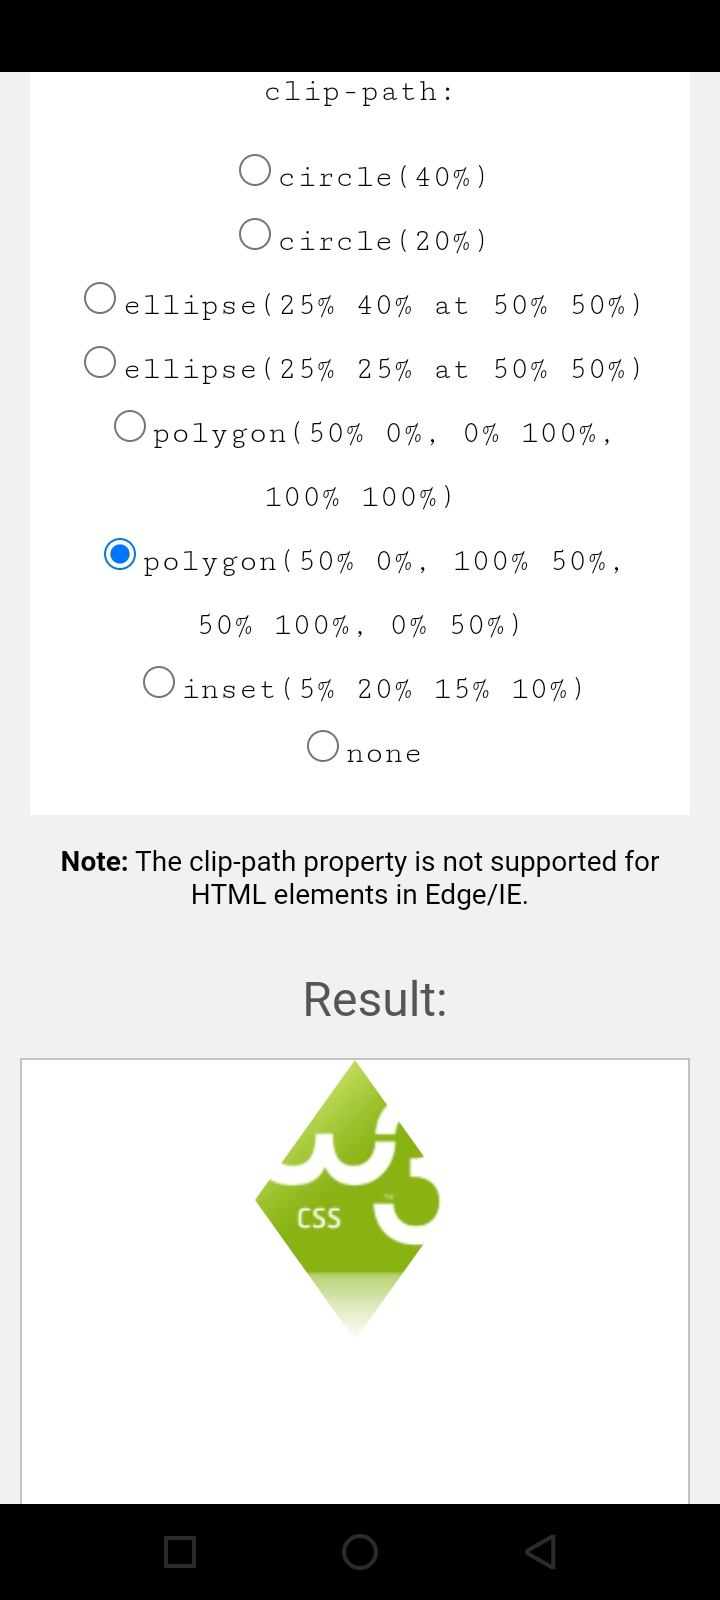 clip-path:
circle(40%)
circle(20%)
ellipse(25% 40% at 50% 50%)
ellipse(25% 25% at 50% 50%)
polygon(50% 0%, 0% 100%,
100% 100%)
polygon(50% 0%, 100% 50%,
50% 100%, 0% 50%)
inset(5% 20% 15% 10%)
none
Note: The clip-path property is not supported for
HTML elements in Edge/IE.
Result:
w3
CSS